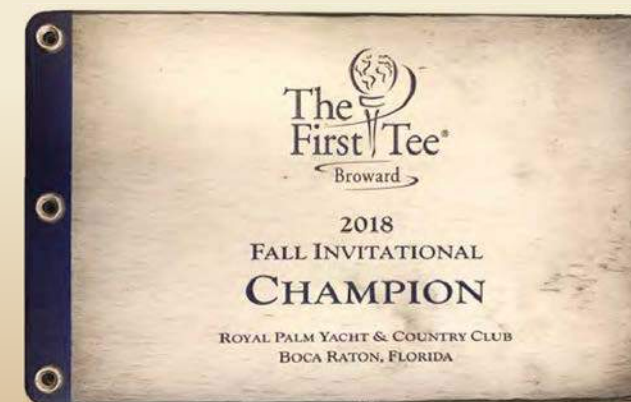 The
First Tee®
Broward
2018
FALL INVITATIONAL
CHAMPION
ROYAL PALM YACHT & COUNTRY CLUB
BOCA RATON, FLORIDA